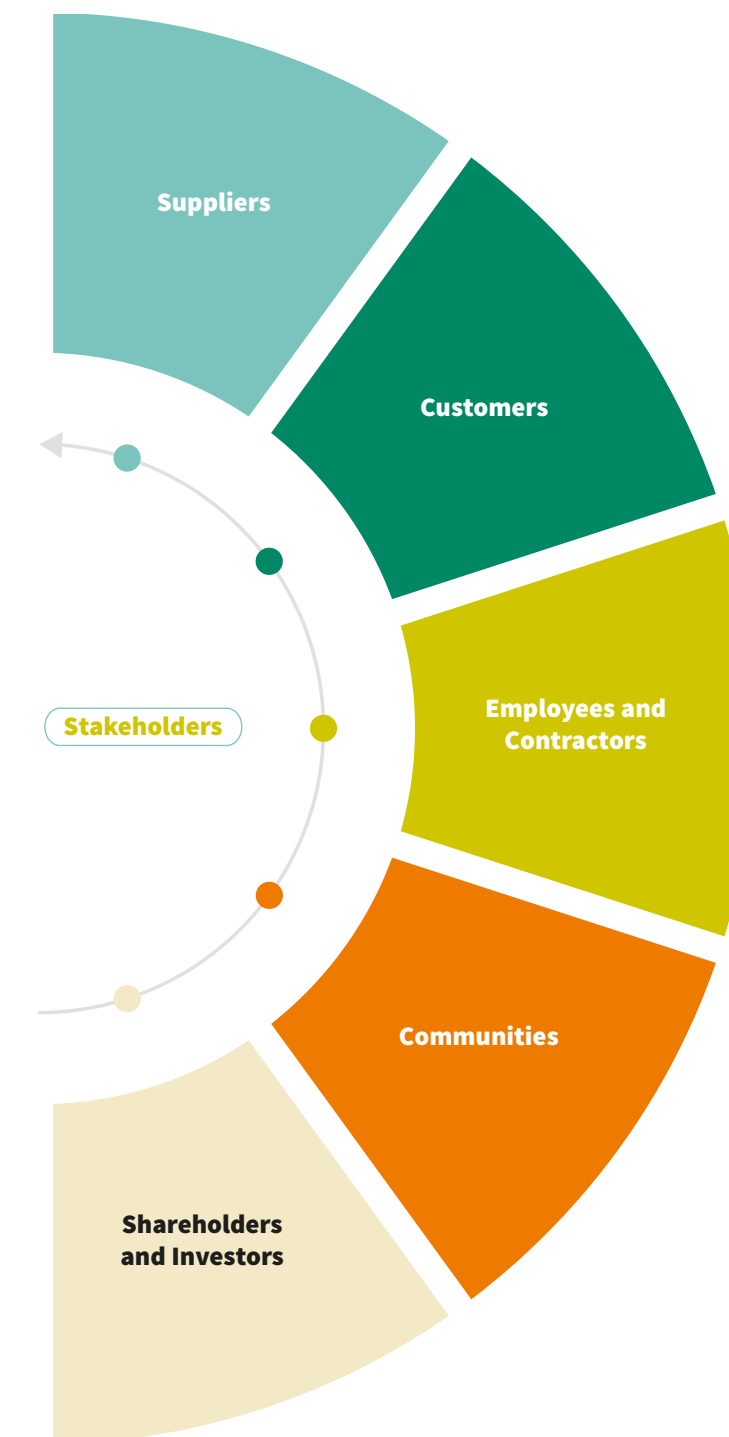 Suppliers
Customers
Employees and
Contractors
Stakeholders
Communities
Shareholders
and Investors